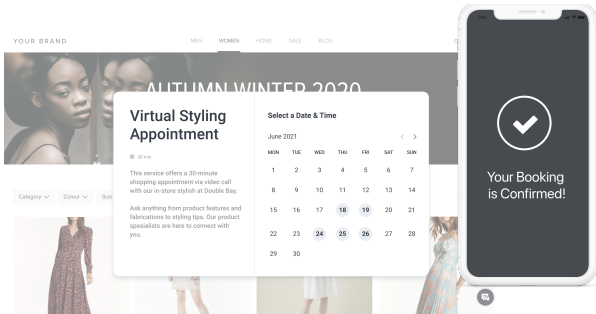 YOUR BRAND
MEN WOMEN HOME SALE BLOG
AUTUMN WINTER 2020
Category Colour Size
Virtual Styling
Appointment
30 min
This service offers a 30-minute
shopping appointment via video call
with our in-store stylish at Double Bay.
Ask anything from product features and
fabrications to styling tips. Our product
spesialists are here to connect with
you.
Select a Date & Time
June 2021
MON TUE WED THU FRI SAT SUN
1 2 3 4 5 6 7
8 9 10 11 12 13 14
15 16 17 18 19 20 21
22 23 24 25 26 27 28
29 30
Your Booking
is Confirmed!